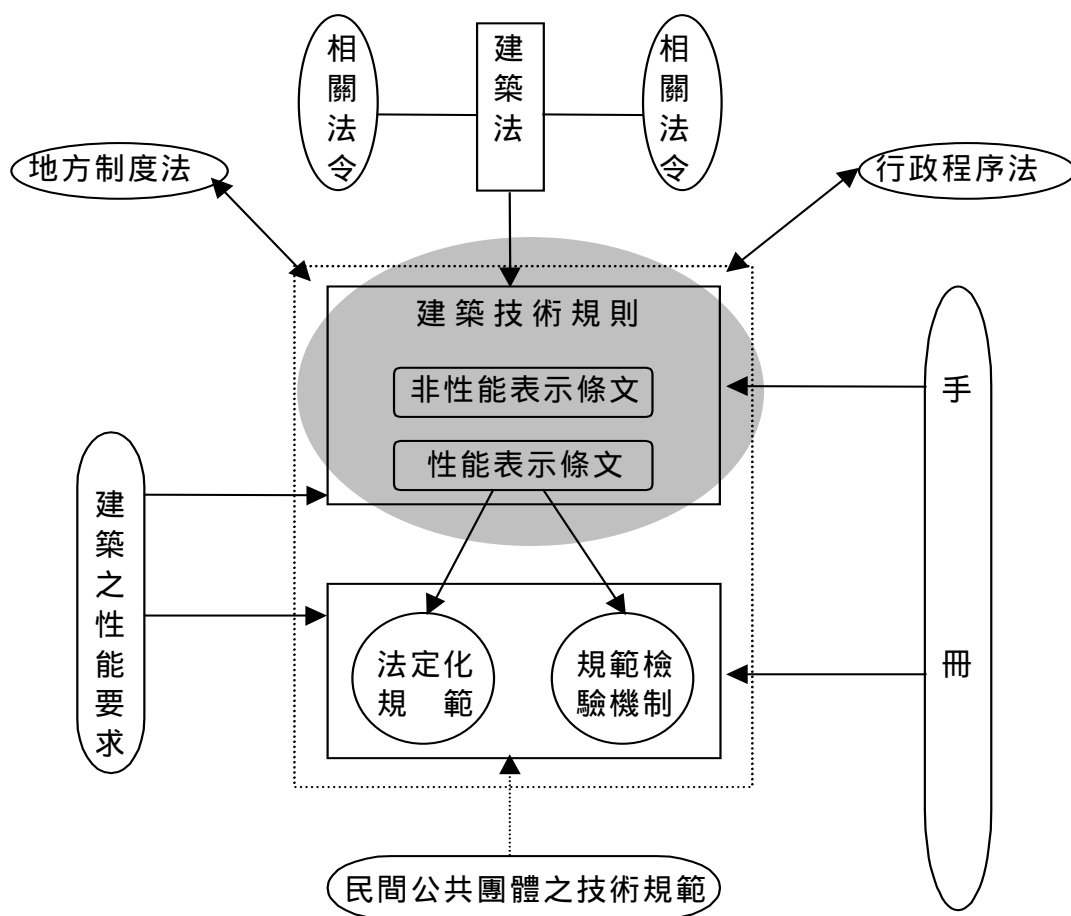 相關法令
建築法
相關法令
地方制度法
行政程序法
建築技術規則
非性能表示條文
性能表示條文
手冊
建築之性能要求
法定化
規範
規範檢
驗機制
民間公共團體之技術規範